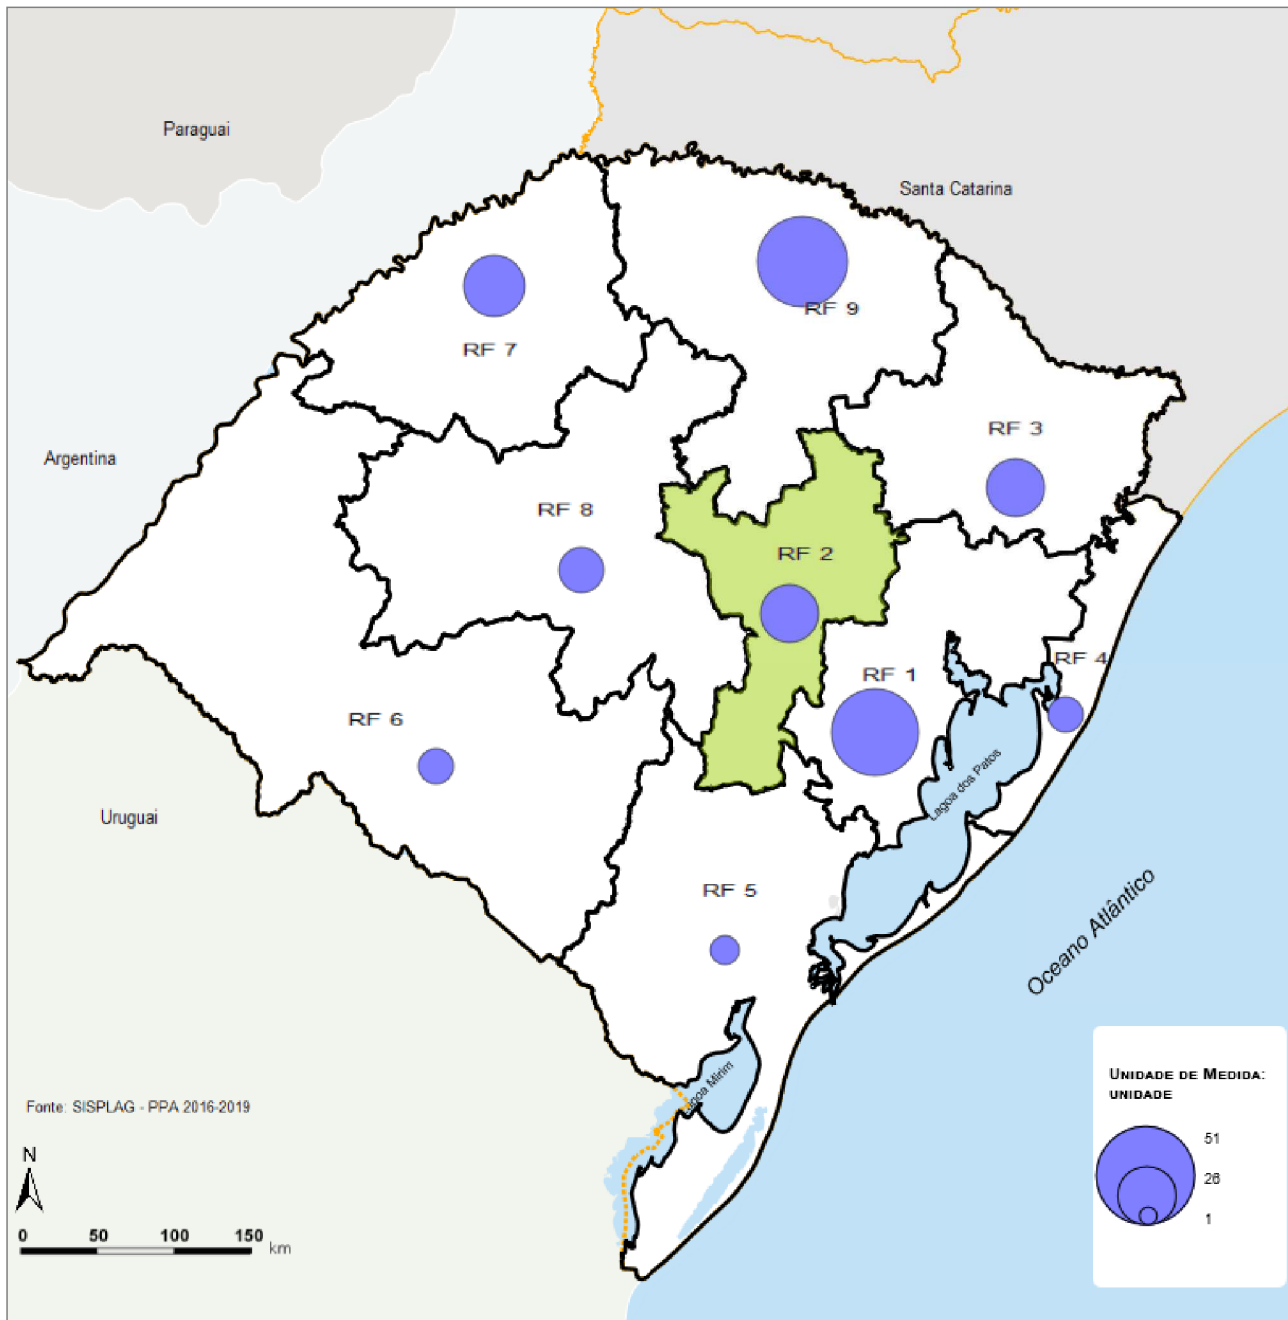 Paraguai
Santa Catarina
RF 9
RF 7
RF 3
Argentina
RF 8
RF 2
RF 4
RF 1
RF 6
Lagoa dos Patos
Uruguai
RF 5
Oceano Atlântico
Lagoa Mirim
Fonte: SISPLAG - PPA 2016-2019
N
0 50 100 150
km
UNIDADE DE MEDIDA:
UNIDADE
51
26
1